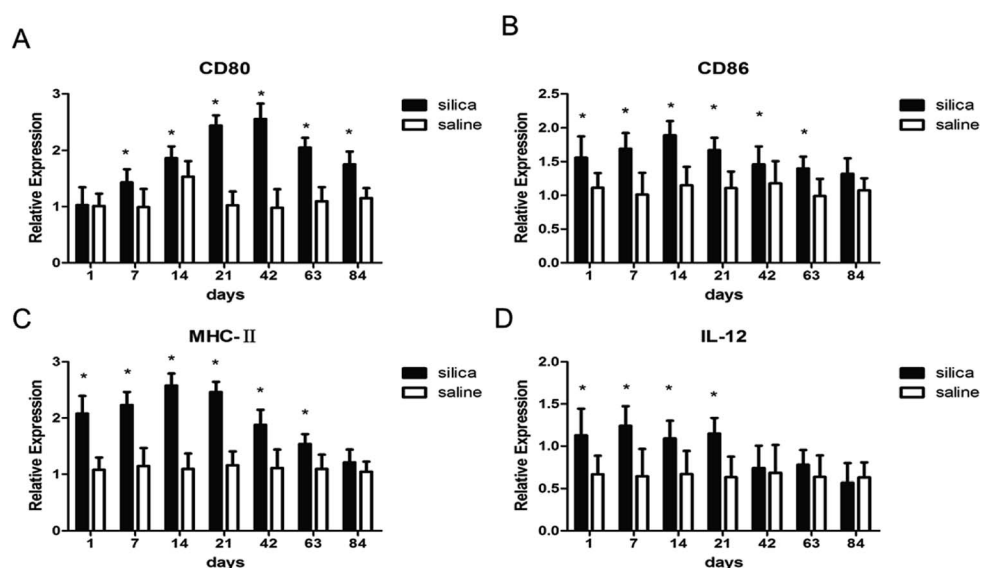 A
CD80
Relative Expression
3
2
1
0
* * * * * *
1 7 14 21 42 63 84
days
silica
saline
B
CD86
Relative Expression
2.5
2.0
1.5
1.0
0.5
0.0
* * * * * *
1 7 14 21 42 63 84
days
silica
saline
C
MHC-Ⅱ
Relative Expression
3
2
1
0
* * * * * *
1 7 14 21 42 63 84
days
silica
saline
D
IL-12
Relative Expression
2.0
1.5
1.0
0.5
0.0
* * * *
1 7 14 21 42 63 84
days
silica
saline